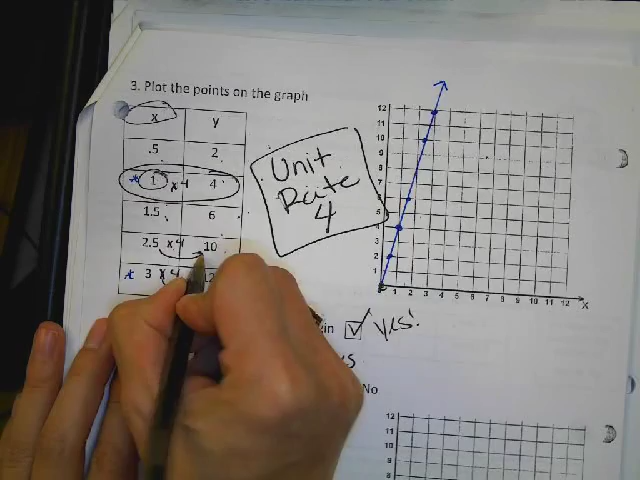 3. Plot the points on the graph
x y
.5 2
* 1 x4 4
1.5 6
2.5 x4 10
* 3 x4 12
Unit
Rate
4
12
11
10
9
8
7
6
5
4
3
2
1
0 1 2 3 4 5 6 7 8 9 10 11 12 x
in ✓ yes!
No
12
11
10
9
8